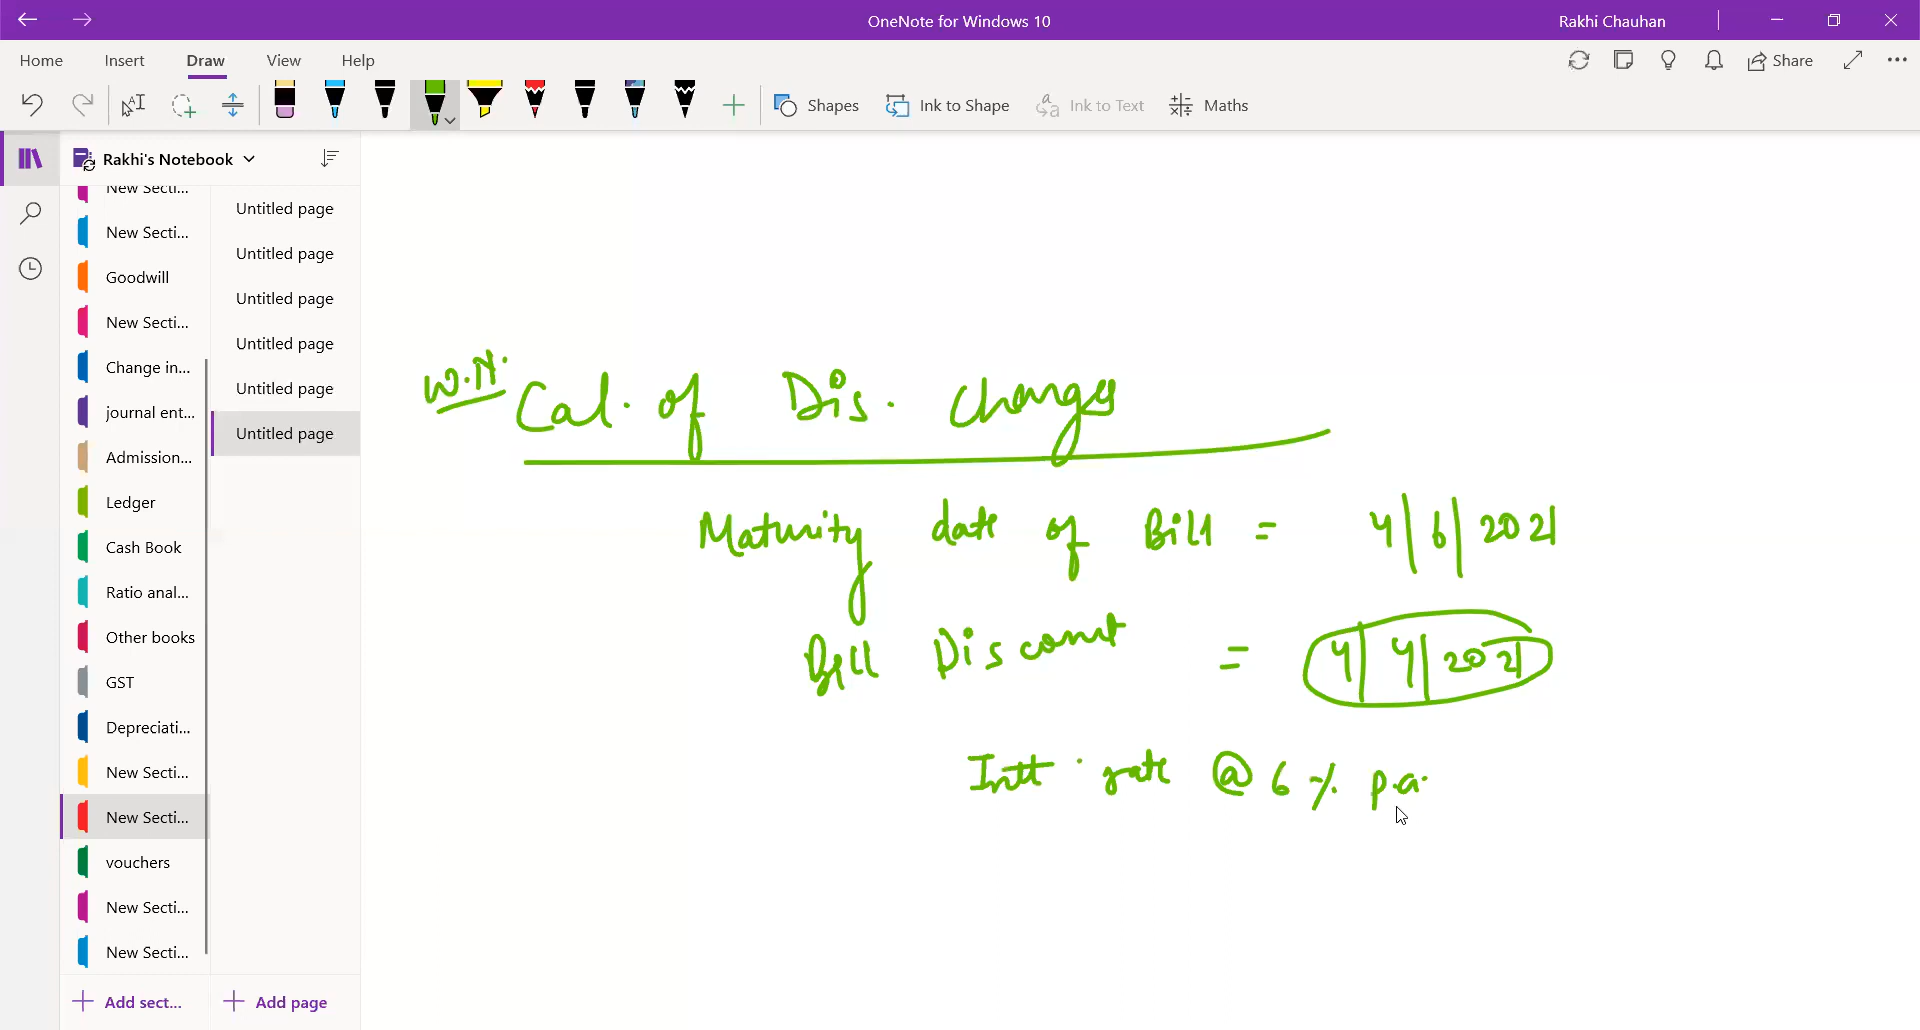 OneNote for Windows 10
Rakhi Chauhan
Home Insert Draw View Help
Share
Shapes Ink to Shape Ink to Text Maths
Rakhi's Notebook
New Secti...
New Secti...
Goodwill
New Secti...
Change in...
journal ent...
Admission...
Ledger
Cash Book
Ratio anal...
Other books
GST
Depreciati...
New Secti...
New Secti...
vouchers
New Secti...
New Secti...
Add sect...
Untitled page
Untitled page
Untitled page
Untitled page
Untitled page
Untitled page
Add page
W.N. Cal. of Dis. Charges
Maturity date of Bill = 4/6/2021
Bill Discount = 4/4/2021
Intt. rate @ 6% p.a.